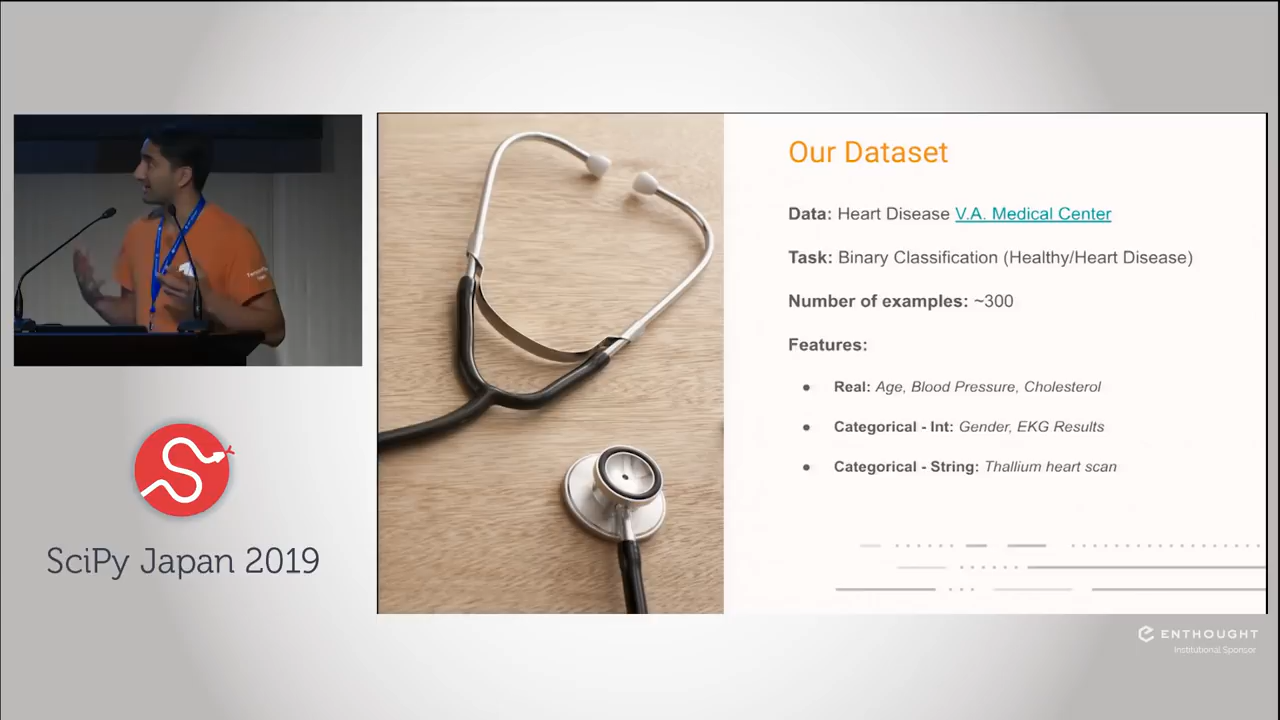 Our Dataset
Data: Heart Disease V.A. Medical Center
Task: Binary Classification (Healthy/Heart Disease)
Number of examples: ~300
Features:
● Real: Age, Blood Pressure, Cholesterol
● Categorical - Int: Gender, EKG Results
● Categorical - String: Thallium heart scan
SciPy Japan 2019
ENTHOUGHT
Institutional Sponsor